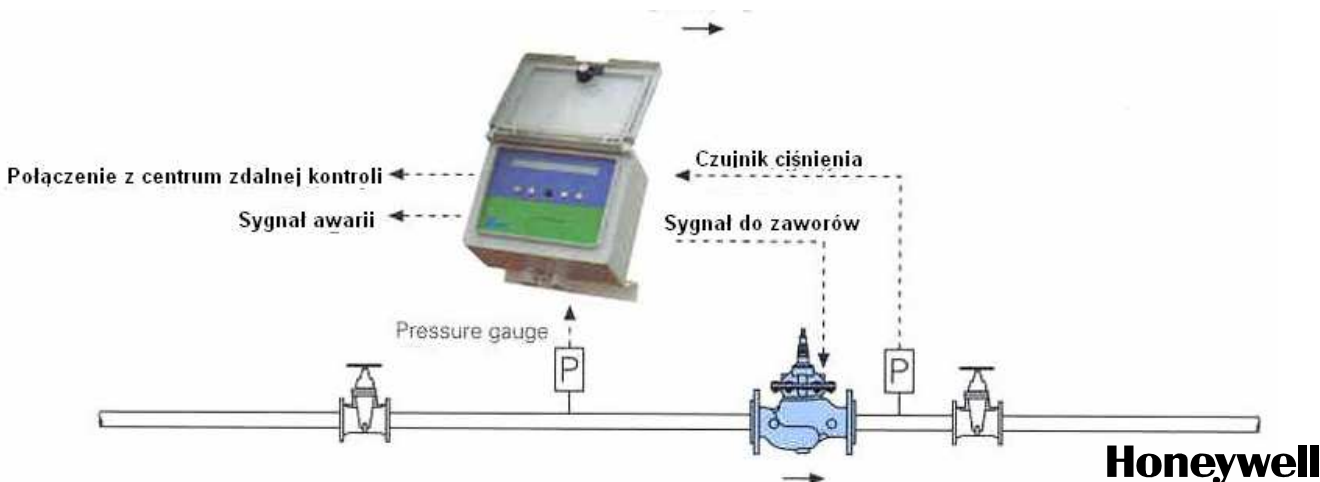 Połączenie z centrum zdalnej kontroli
Sygnał awarii
Czujnik ciśnienia
Sygnał do zaworów
Pressure gauge
P
P
Honeywell